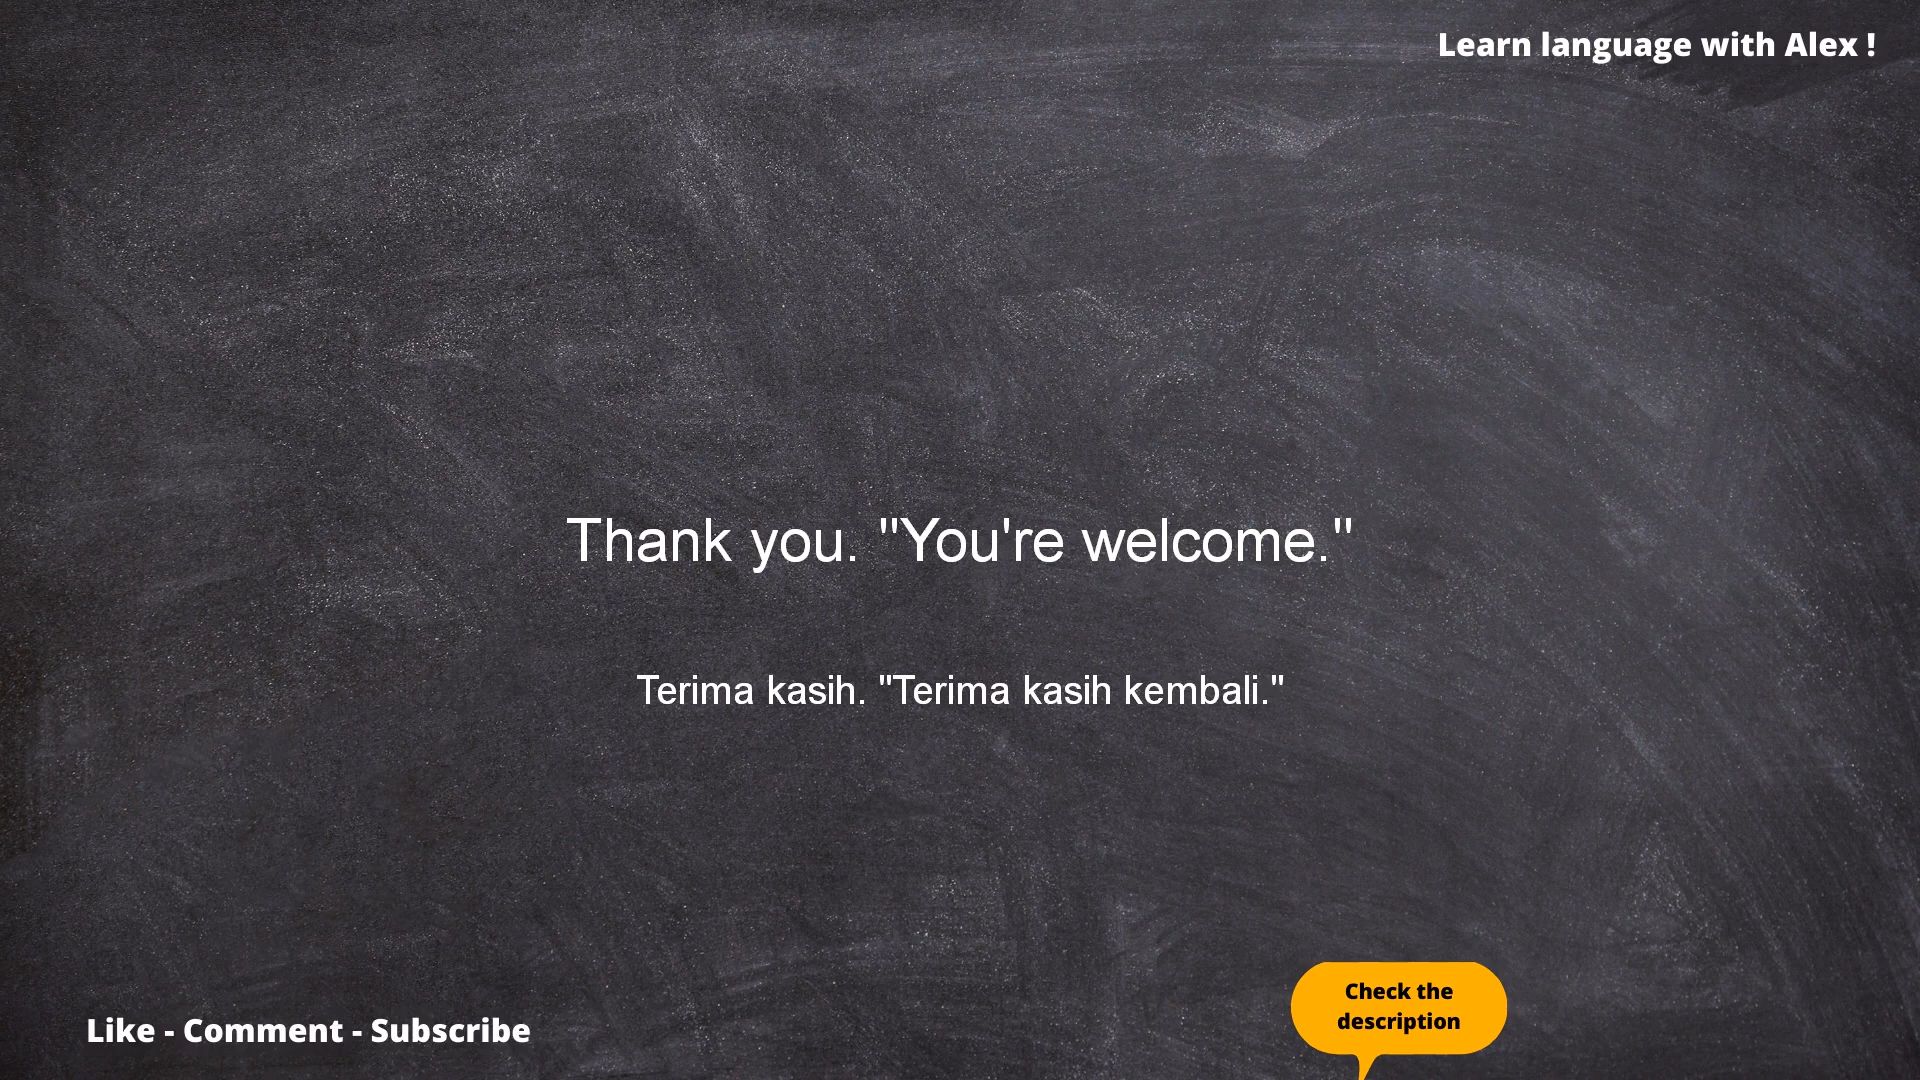 Learn language with Alex !
Thank you. "You're welcome."
Terima kasih. "Terima kasih kembali."
Check the
description
Like - Comment - Subscribe